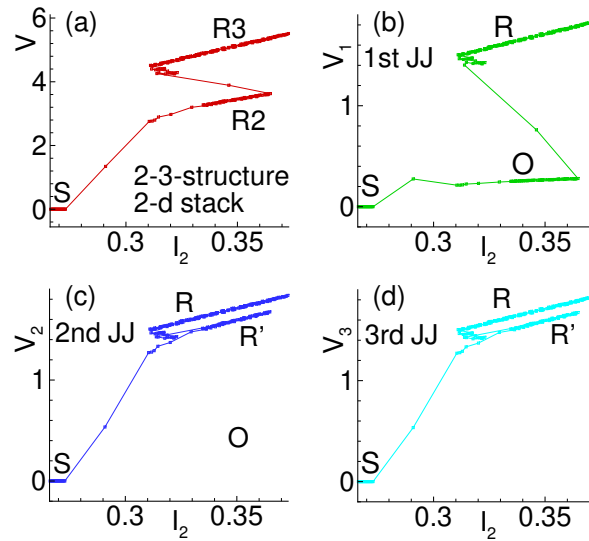 (a)
R3
R2
S
2-3-structure
2-d stack
V
6
4
2
0
0.3
0.35
I2
(b)
R
1st JJ
O
S
V1
1
0
0.3
0.35
I2
(c)
R
2nd JJ
R'
S
O
V2
1
0
0.3
0.35
I2
(d)
R
3rd JJ
R'
S
V3
1
0
0.3
0.35
I2